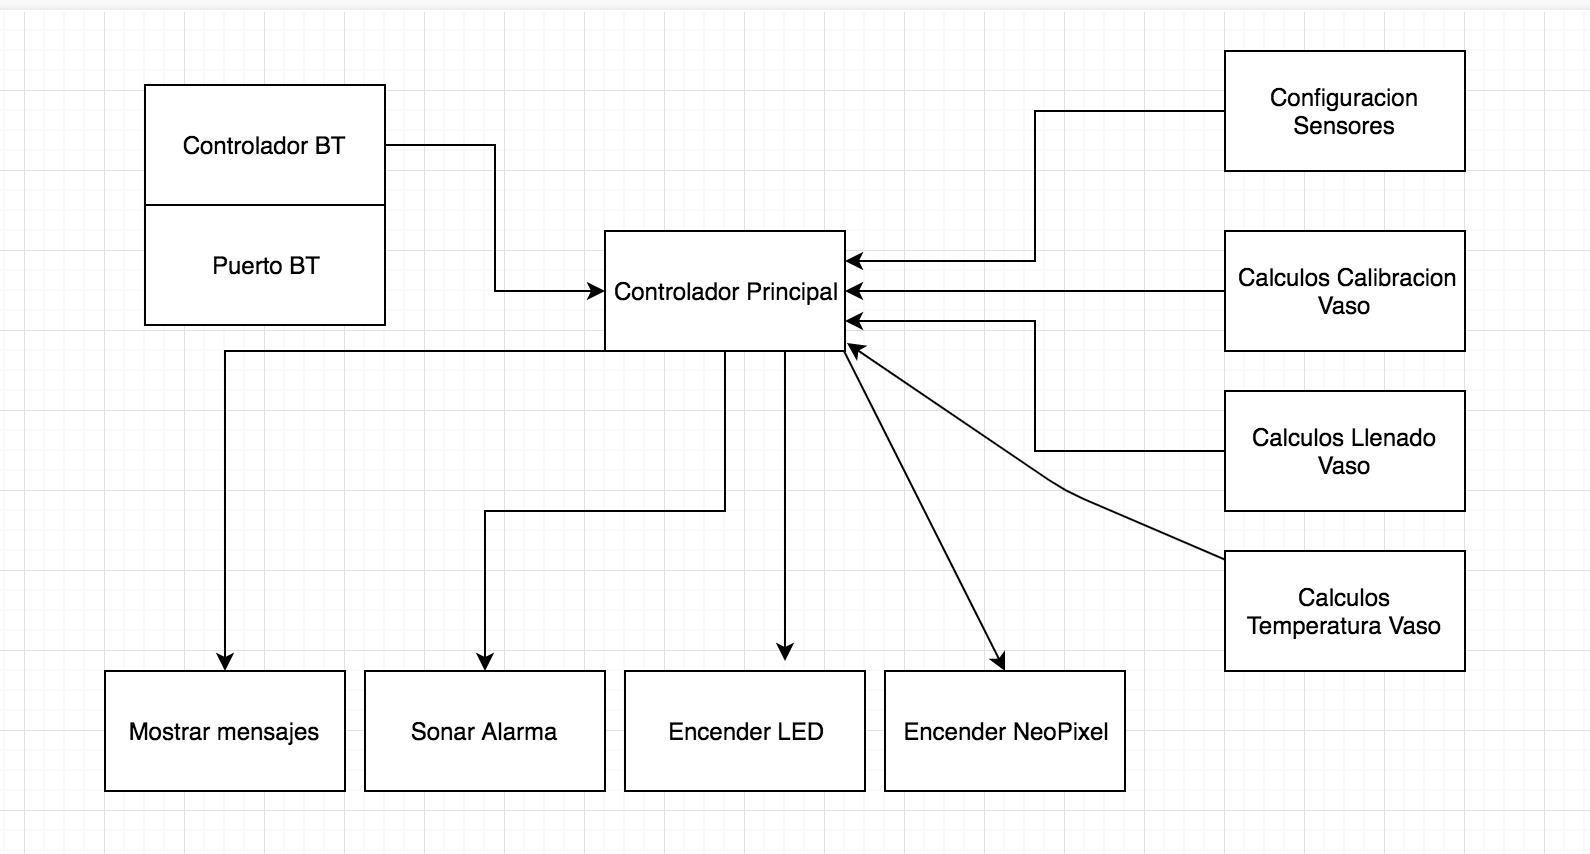 Controlador BT
Puerto BT
Controlador Principal
Configuracion
Sensores
Calculos Calibracion
Vaso
Calculos Llenado
Vaso
Calculos
Temperatura Vaso
Mostrar mensajes
Sonar Alarma
Encender LED
Encender NeoPixel